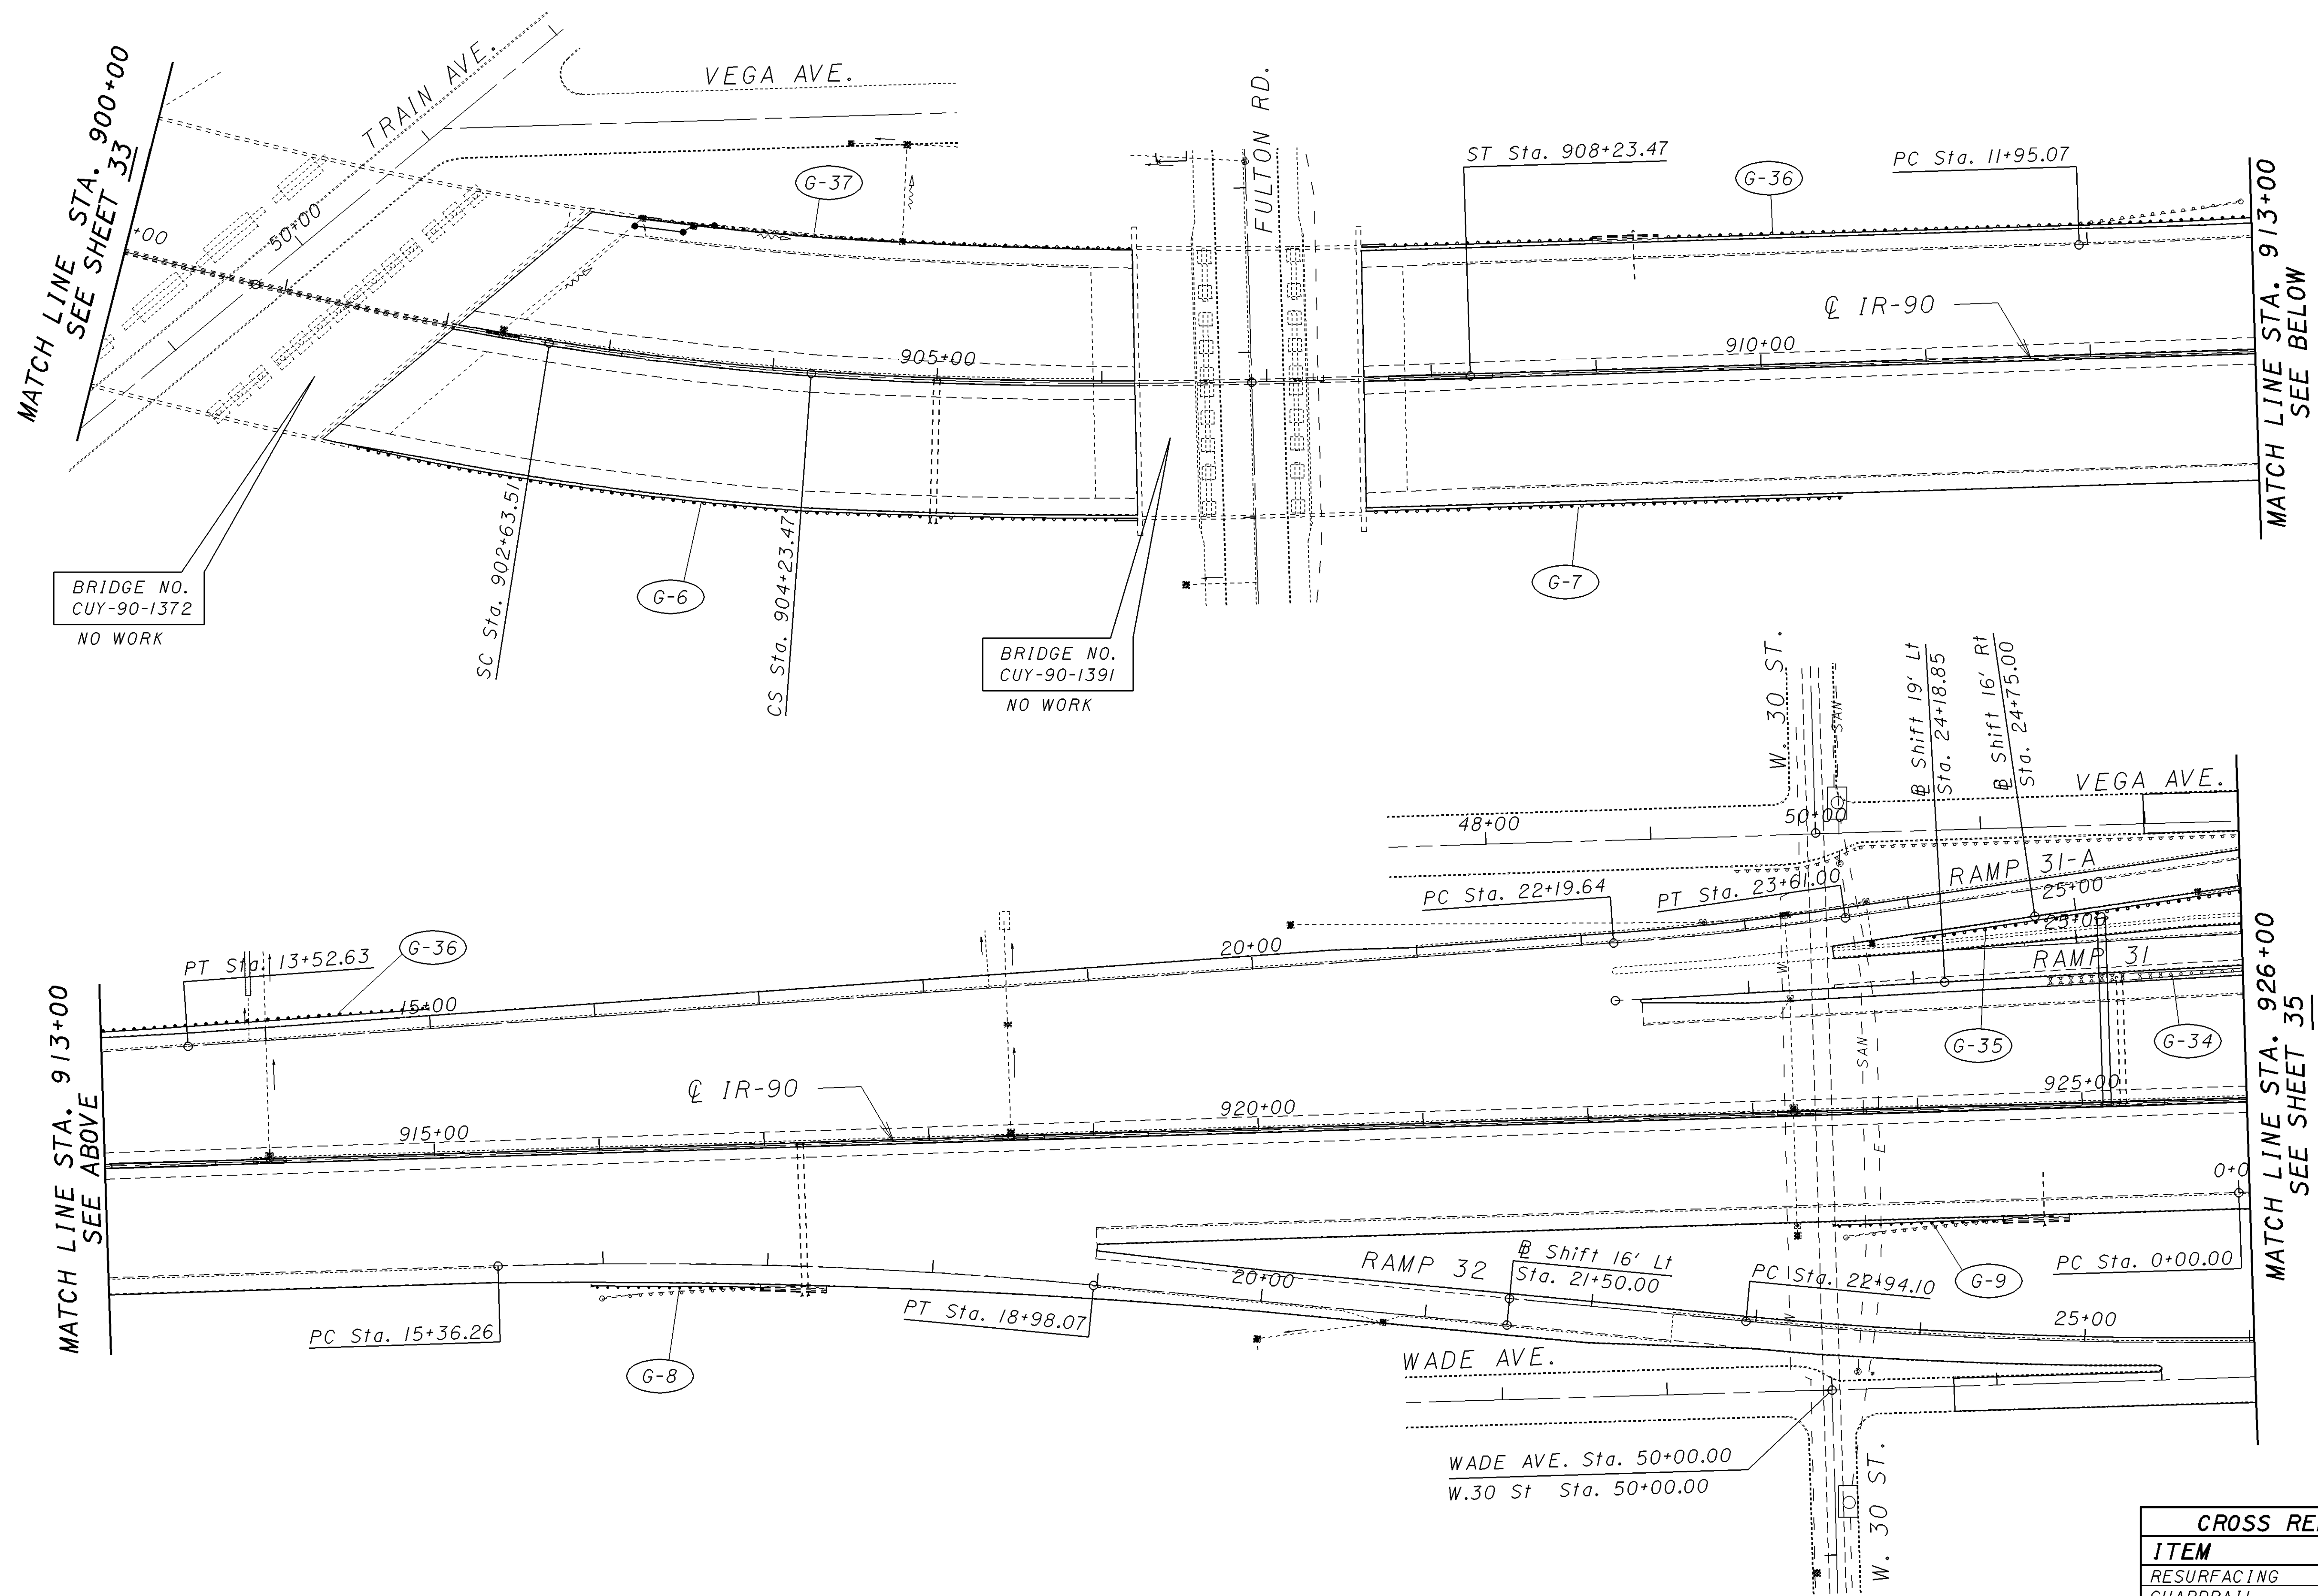 MATCH LINE STA. 900+00
SEE SHEET 33
+00
TRAIN AVE.
50+00
VEGA AVE.
G-37
FULTON RD.
ST Sta. 908+23.47
G-36
PC Sta. 11+95.07
MATCH LINE STA. 913+00
SEE BELOW
℄ IR-90
905+00
910+00
BRIDGE NO.
CUY-90-1372
NO WORK
SC Sta. 902+63.51
G-6
CS Sta. 904+23.47
BRIDGE NO.
CUY-90-1391
NO WORK
G-7
MATCH LINE STA. 913+00
SEE ABOVE
PT Sta. 13+52.63
G-36
15+00
20+00
48+00
50+00
W. 30 ST.
SAN
℄ Shift 19' Lt
Sta. 24+18.85
℄ Shift 16' Rt
Sta. 24+75.00
VEGA AVE.
PC Sta. 22+19.64
PT Sta. 23+61.00
RAMP 31-A
25+00
25+00
RAMP 31
W
W
SAN
E
G-35
G-34
MATCH LINE STA. 926+00
SEE SHEET 35
℄ IR-90
915+00
920+00
925+00
0+0
PC Sta. 0+00.00
G-9
RAMP 32
℄ Shift 16' Lt
Sta. 21+50.00
PC Sta. 22+94.10
20+00
25+00
PC Sta. 15+36.26
PT Sta. 18+98.07
G-8
WADE AVE.
WADE AVE. Sta. 50+00.00
W.30 St Sta. 50+00.00
W. 30 ST.
CROSS RE
ITEM
RESURFACING
GUARDRAIL